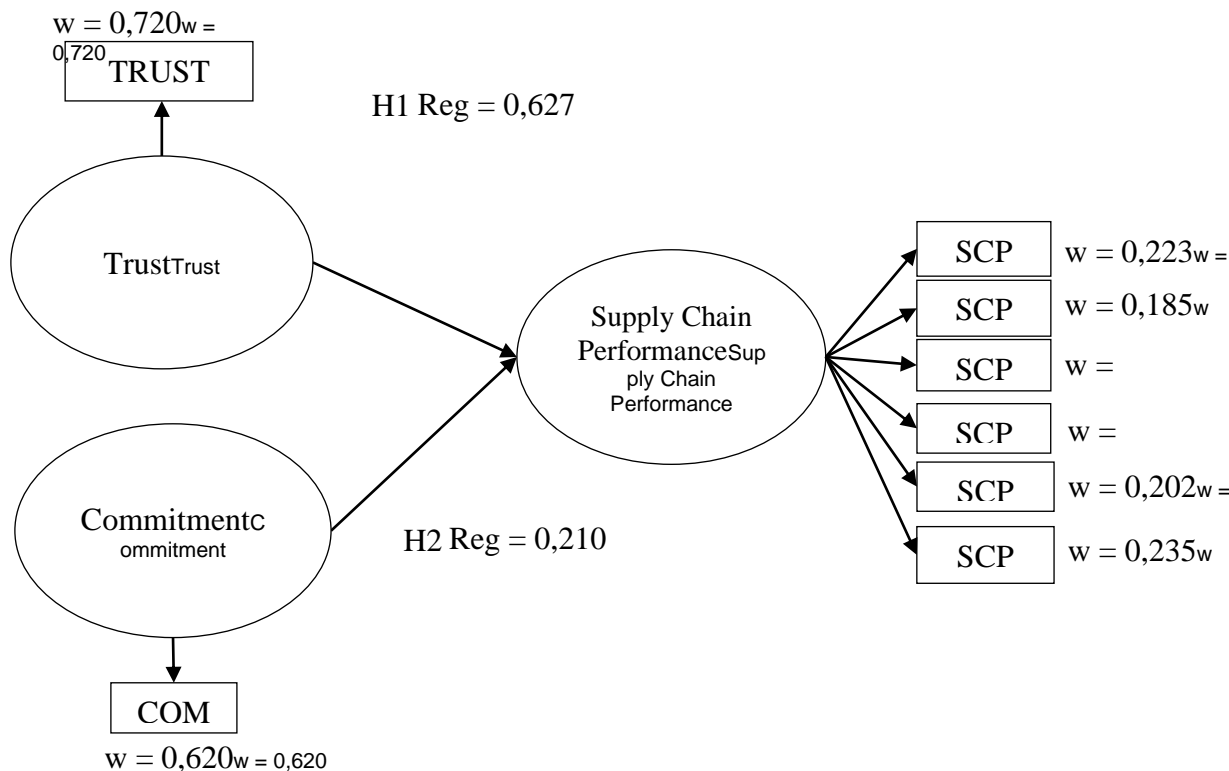 w = 0,720w =
0,720
TRUST
H1 Reg = 0,627
TrustTrust
SCP
w = 0,223w =
SCP
w = 0,185w
Supply Chain
PerformanceSup
ply Chain
Performance
SCP
w =
SCP
w =
CommitmentC
ommitment
SCP
w = 0,202w =
H2 Reg = 0,210
SCP
w = 0,235w
COM
w = 0,620w = 0,620